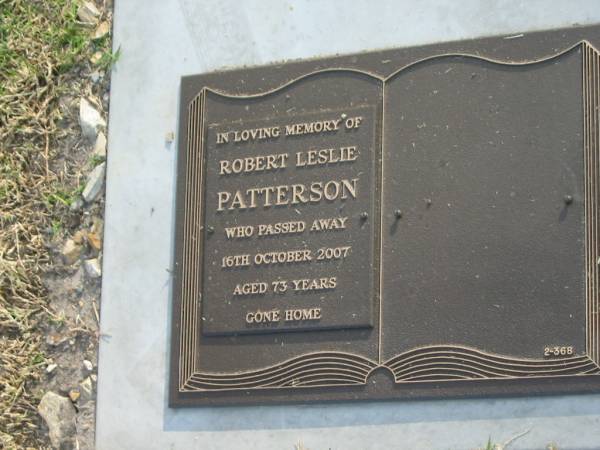 IN LOVING MEMORY OF
ROBERT LESLIE
PATTERSON
WHO PASSED AWAY
16TH OCTOBER 2007
AGED 73 YEARS
GONE HOME
2-368